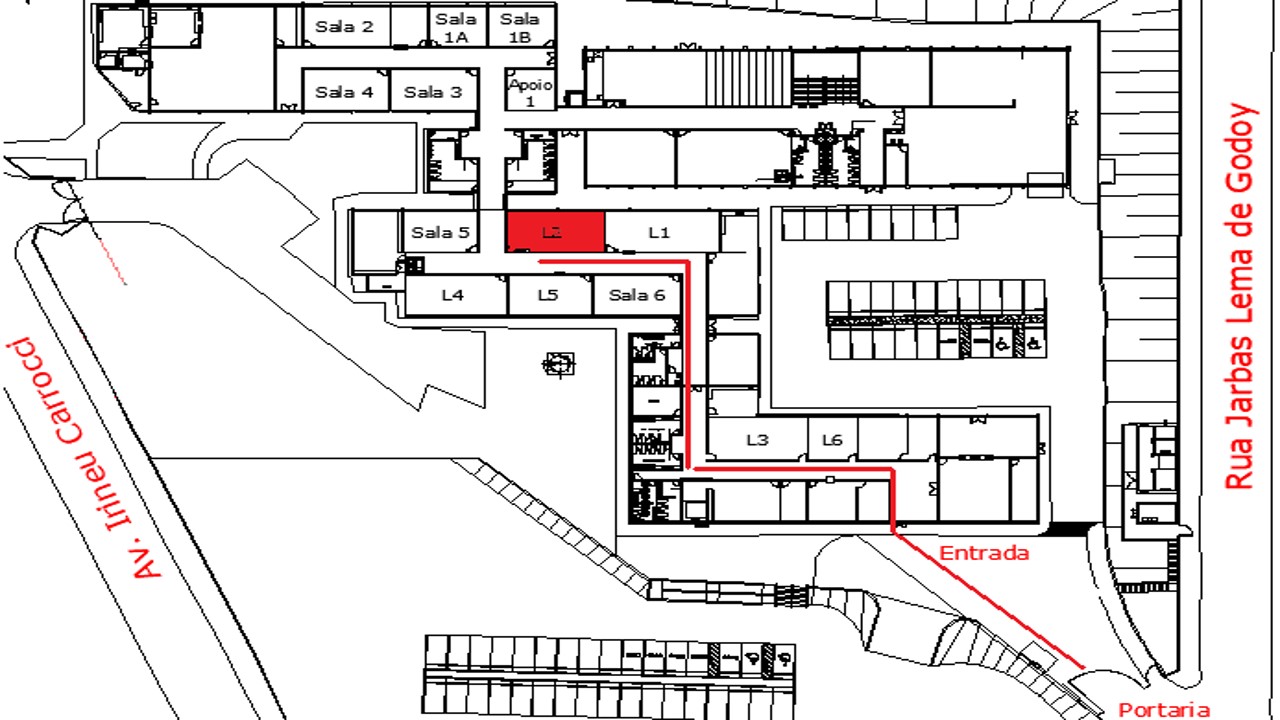 Rua Jarbas Lema de Godoy
Portaria
Entrada
L6
L3
L1
Sala 6
L2
L5
Sala
1B
Apoio
1
Sala
1A
Sala 3
Sala 5
L4
Sala 2
Sala 4
Av. Irineu Carrocci